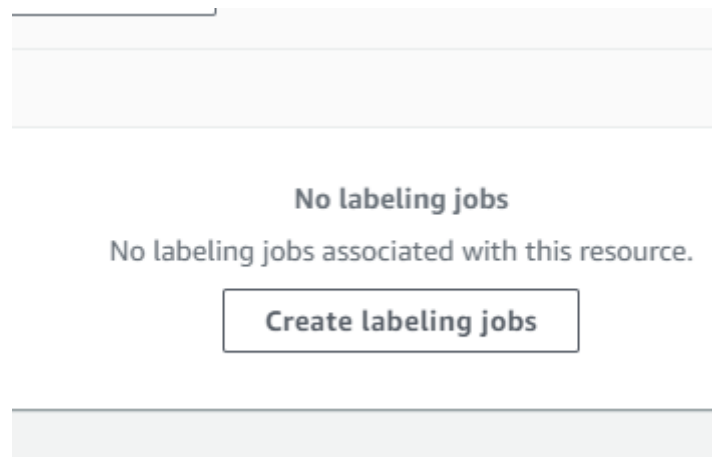 No labeling jobs
No labeling jobs associated with this resource.
Create labeling jobs